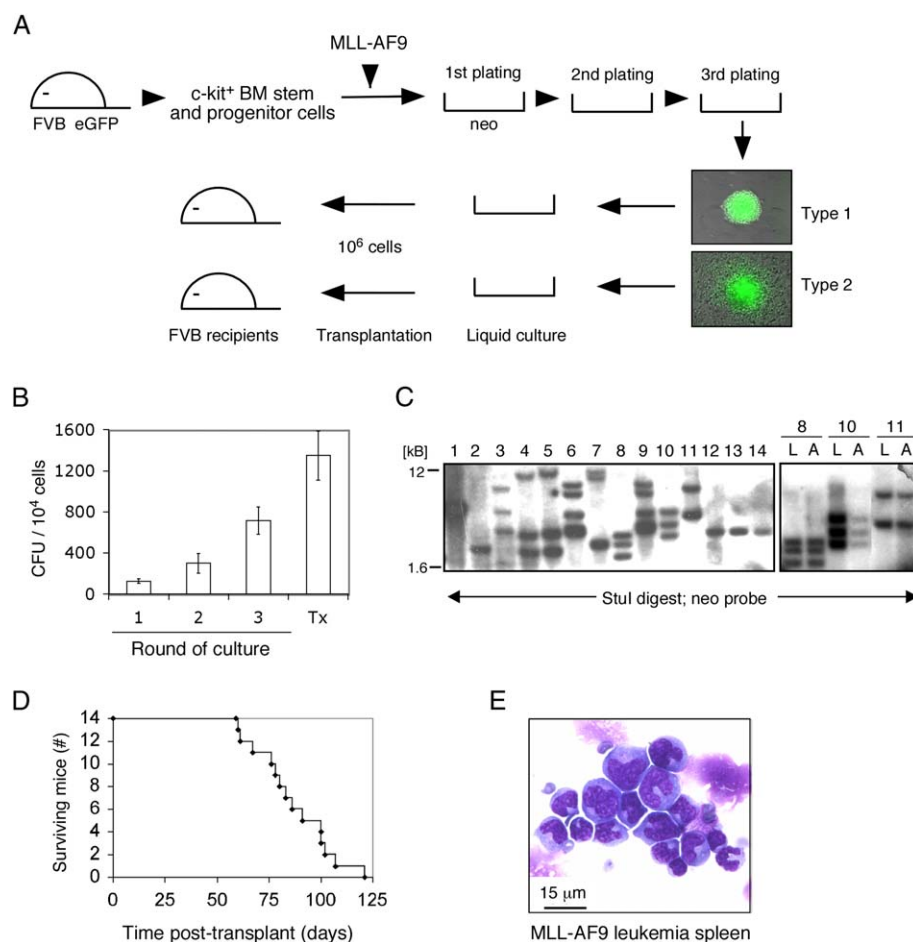 A
MLL-AF9
FVB eGFP
c-kit+ BM stem
and progenitor cells
1st plating
neo
2nd plating
3rd plating
Type 1
10⁶ cells
Type 2
FVB recipients
Transplantation
Liquid culture
B
CFU / 10⁴ cells
1600
1200
800
400
0
1 2 3 Tx
Round of culture
C
[kB] 1 2 3 4 5 6 7 8 9 10 11 12 13 14
8 10 11
L A L A L A
12
1.6
StuI digest; neo probe
D
Surviving mice (#)
14
12
10
8
6
4
2
0
0 25 50 75 100 125
Time post-transplant (days)
E
15 µm
MLL-AF9 leukemia spleen